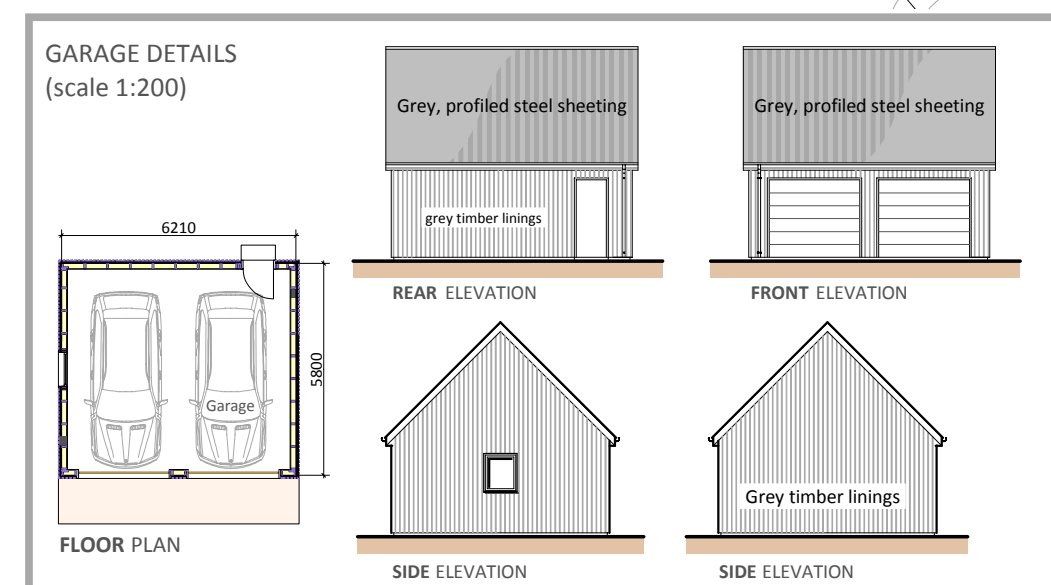 GARAGE DETAILS
(scale 1:200)
Grey, profiled steel sheeting
grey timber linings
REAR ELEVATION
Grey, profiled steel sheeting
FRONT ELEVATION
6210
5800
Garage
FLOOR PLAN
SIDE ELEVATION
Grey timber linings
SIDE ELEVATION